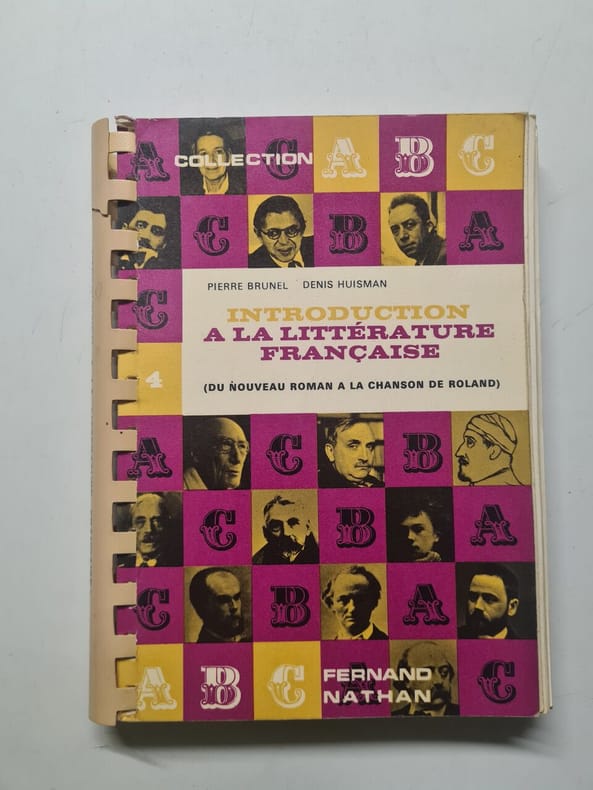 A COLLECTION C A B C
C B A
PIERRE BRUNEL DENIS HUISMAN
C
INTRODUCTION
A LA LITTÉRATURE
FRANÇAISE
4
(DU NOUVEAU ROMAN A LA CHANSON DE ROLAND)
A C B
C B A
C B A
A B C FERNAND A C
NATHAN